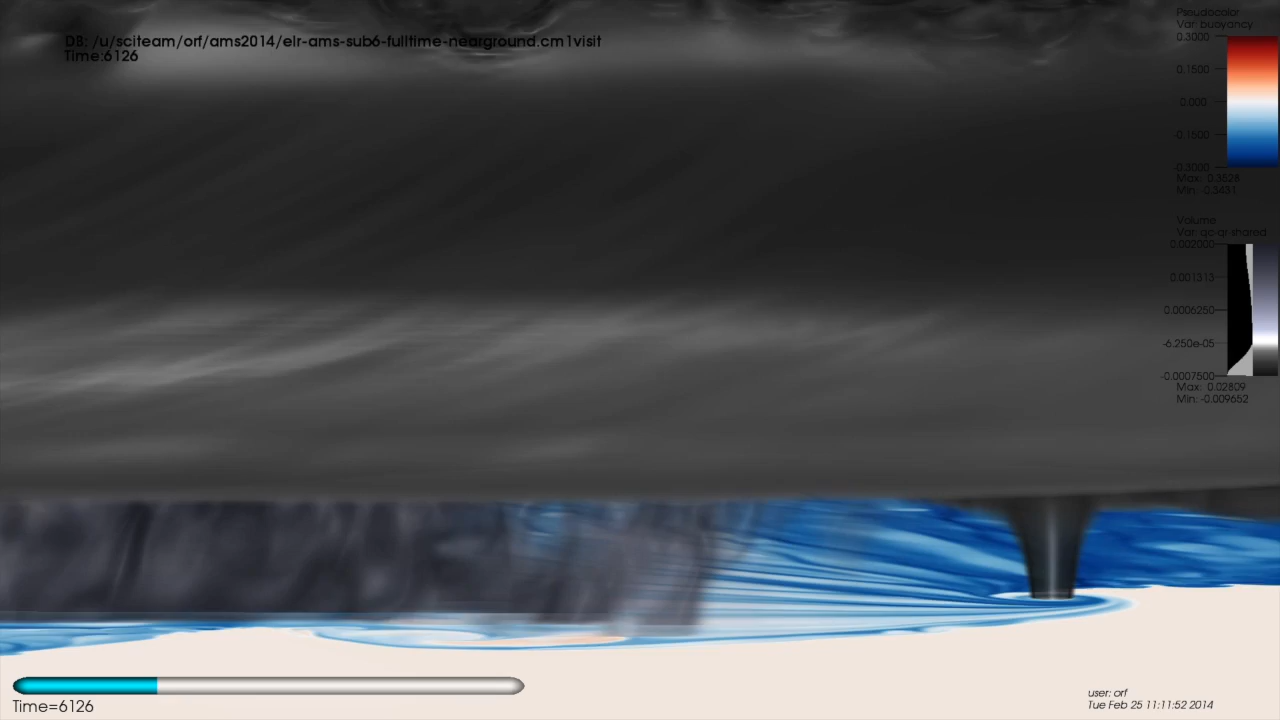 DB: /u/sciteam/orf/ams2014/elr-ams-sub6-fulltime-nearground.cm1visit
Time:6126
Pseudocolor
Var: buoyancy
0.3000
0.1500
0.000
-0.1500
-0.3000
Max: 0.3528
Min: -0.3431
Volume
Var: qc-qr-shared
0.002000
0.001313
0.0006250
-6.250e-05
-0.0007500
Max: 0.02809
Min: -0.009652
Time=6126
user: orf
Tue Feb 25 11:11:52 2014